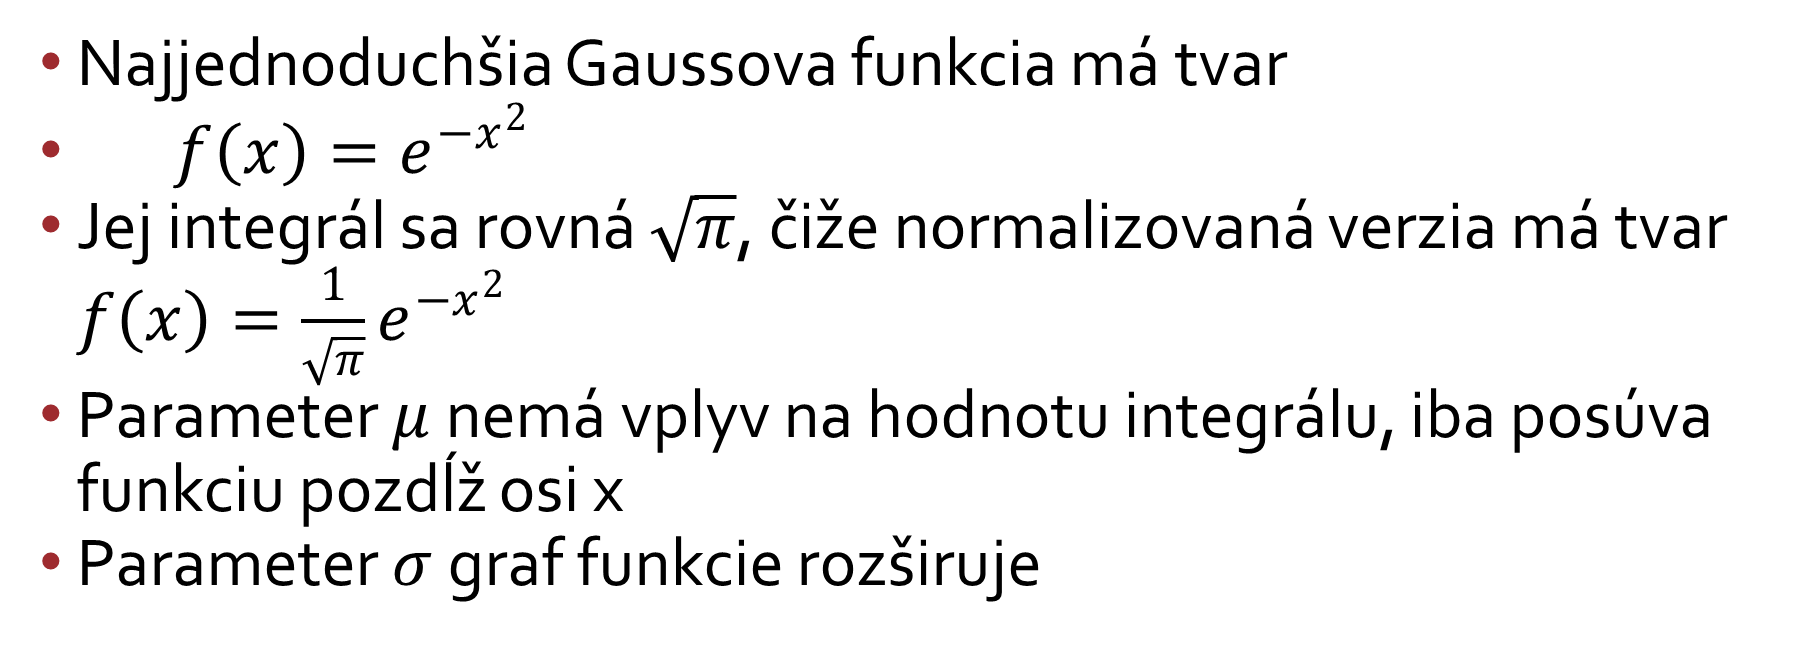 • Najjednoduchšia Gaussova funkcia má tvar
• f(x) = e^{-x^2}
• Jej integrál sa rovná √π, čiže normalizovaná verzia má tvar
f(x) = \frac{1}{√π} e^{-x^2}
• Parameter μ nemá vplyv na hodnotu integrálu, iba posúva
funkciu pozdĺž osi x
• Parameter σ graf funkcie rozširuje